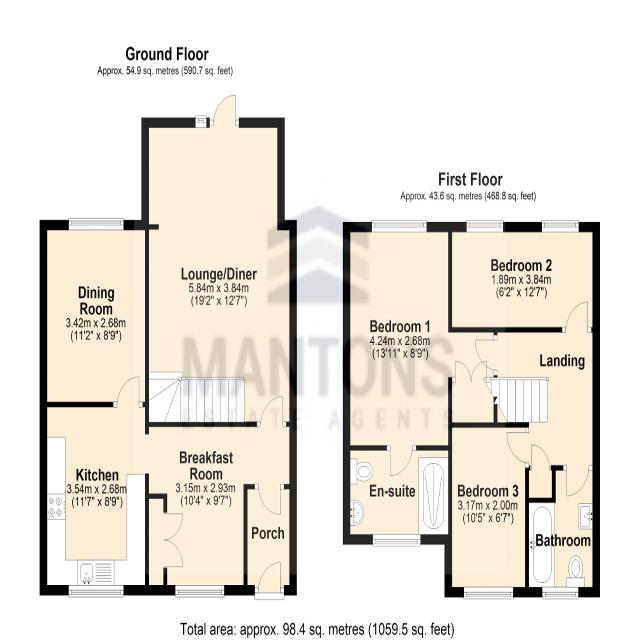 Ground Floor
Approx. 54.9 sq. metres (590.7 sq. feet)
Lounge/Diner
5.84m x 3.84m
(19'2" x 12'7")
Dining
Room
3.42m x 2.68m
(11'2" x 8'9")
Kitchen
3.54m x 2.68m
(11'7" x 8'9")
Breakfast
Room
3.15m x 2.93m
(10'4" x 9'7")
Porch
First Floor
Approx. 43.6 sq. metres (468.8 sq. feet)
Bedroom 2
1.89m x 3.84m
(6'2" x 12'7")
Bedroom 1
4.24m x 2.68m
(13'11" x 8'9")
Landing
En-suite
Bedroom 3
3.17m x 2.00m
(10'5" x 6'7")
Bathroom
MANTONS
ESTATE AGENTS
Total area: approx. 98.4 sq. metres (1059.5 sq. feet)